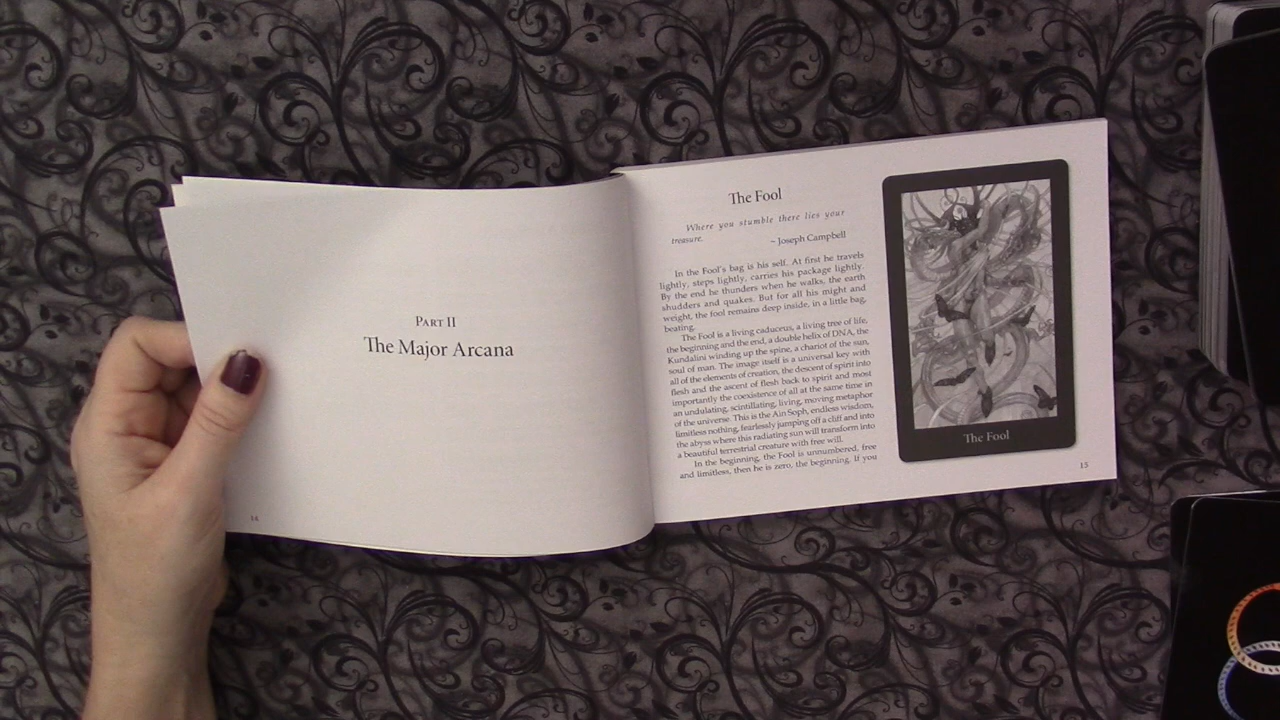 PART II
The Major Arcana
14
The Fool
Where you stumble there lies your
treasure.
~ Joseph Campbell
In the Fool's bag is his self. At first he travels
lightly, steps lightly, carries his package lightly.
By the end he thunders when he walks, the earth
shudders and quakes. But for all his might and
weight, the fool remains deep inside, in a little bag,
beating.
The Fool is a living caduceus, a living tree of life,
the beginning and the end, a double helix of DNA, the
Kundalini winding up the spine, a chariot of the sun,
soul of man. The image itself is a universal key with
all of the elements of creation, the descent of spirit into
flesh and the ascent of flesh back to spirit and most
importantly the coexistence of all at the same time in
an undulating, scintillating, living, moving metaphor
of the universe. This is the Ain Soph, endless wisdom,
limitless nothing, fearlessly jumping off a cliff and into
the abyss where this radiating sun will transform into
a beautiful terrestrial creature with free will.
In the beginning, the Fool is unnumbered, free
and limitless, then he is zero, the beginning. If you
The Fool
15